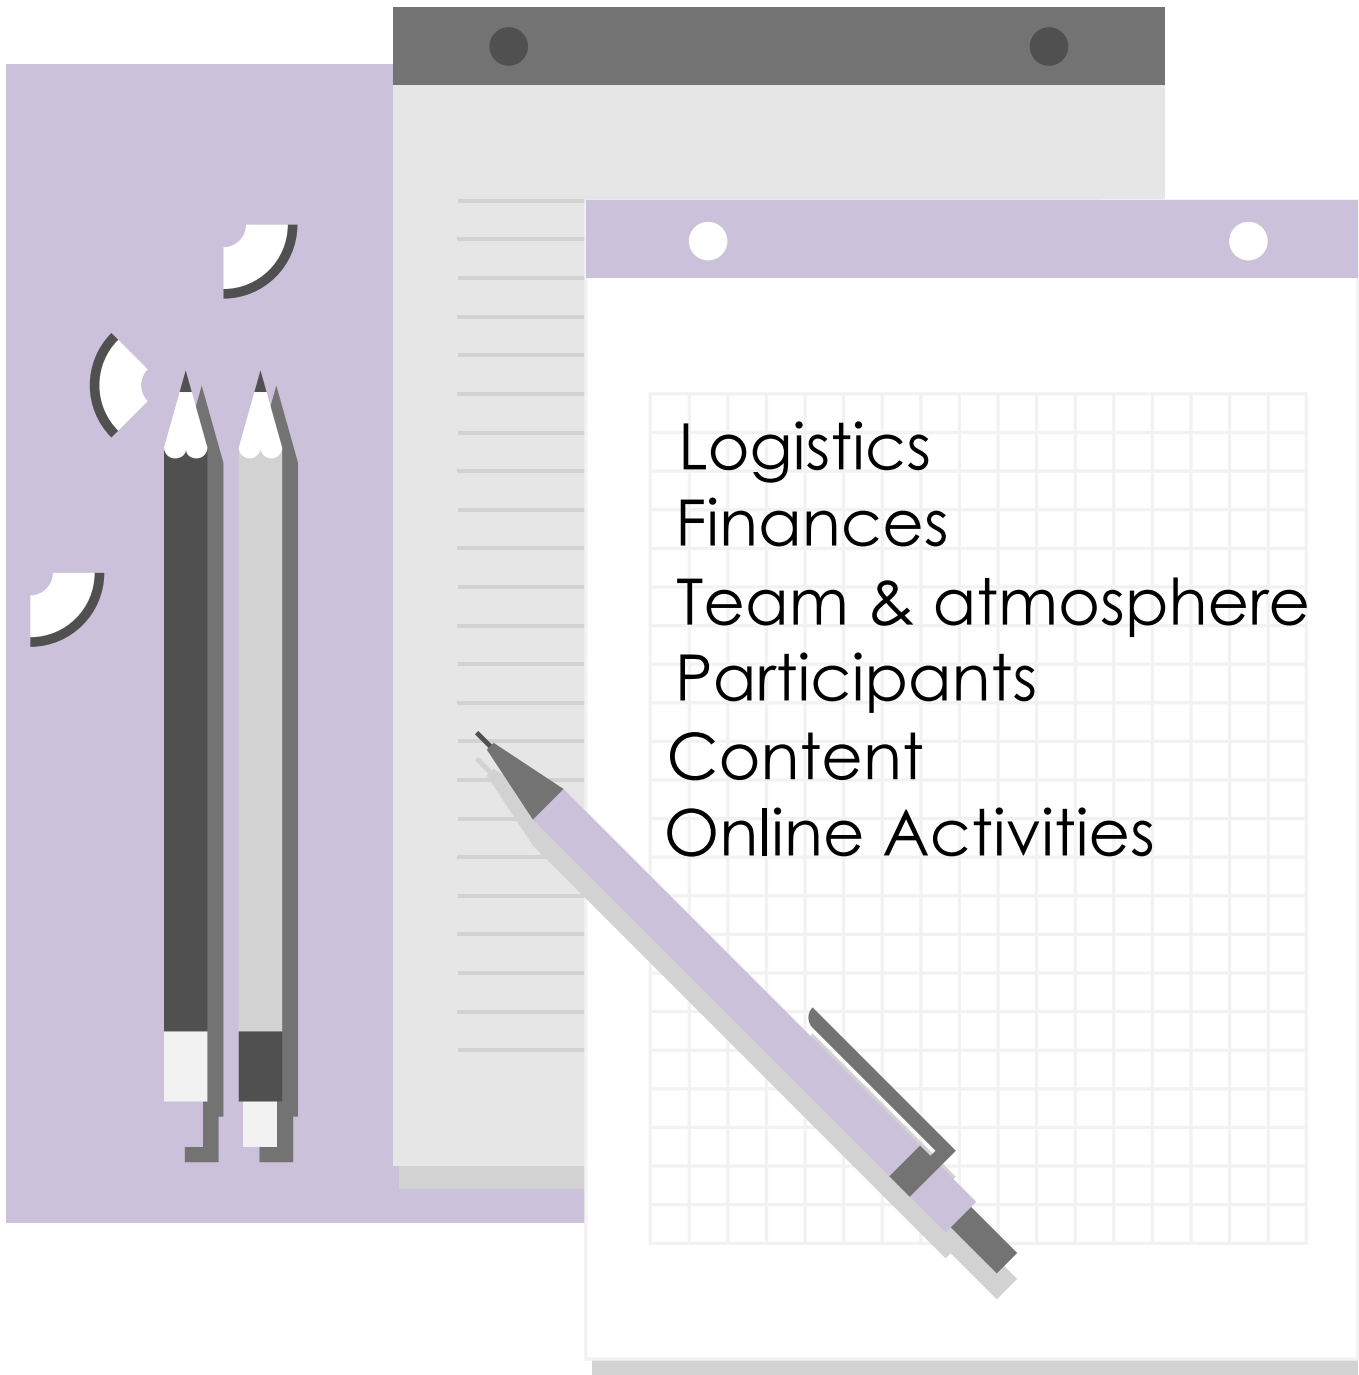 Logistics
Finances
Team & atmosphere
Participants
Content
Online Activities